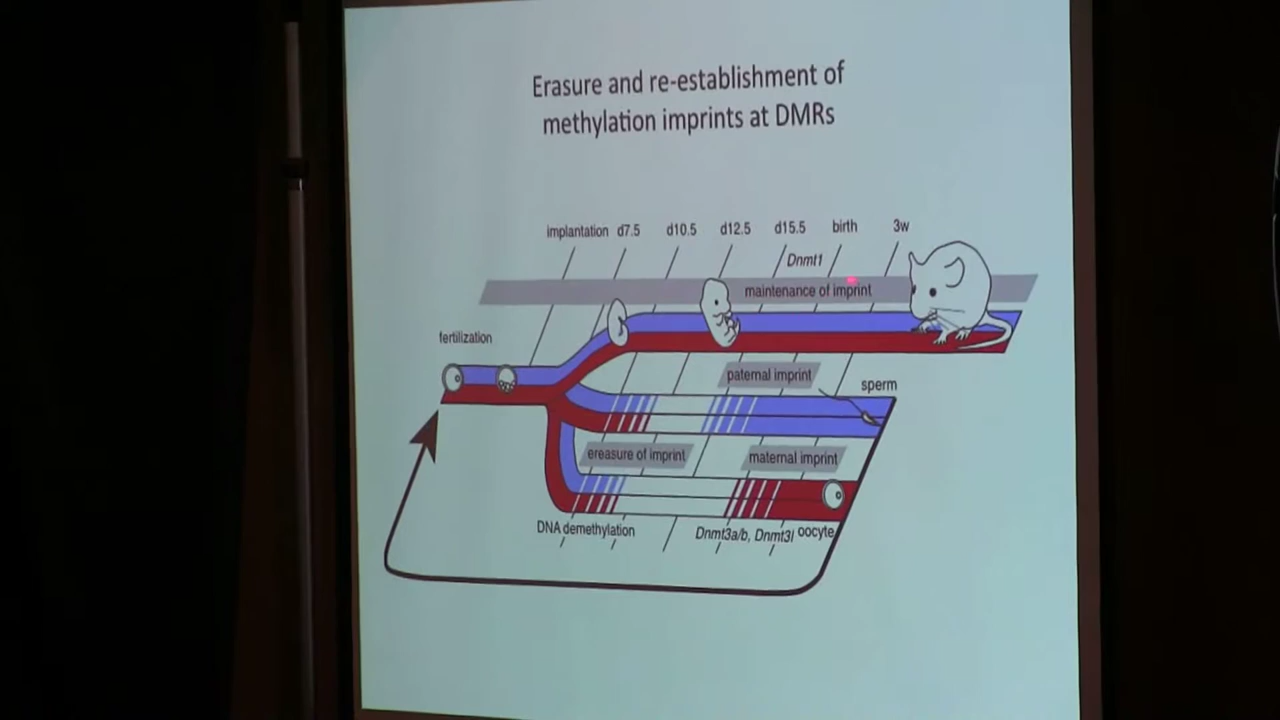 Erasure and re-establishment of
methylation imprints at DMRs
implantation d7.5 d10.5 d12.5 d15.5 birth 3w
Dnmt1
maintenance of imprint
fertilization
paternal imprint
sperm
ereasure of imprint
maternal imprint
DNA demethylation
Dnmt3a/b, Dnmt3l
oocyte